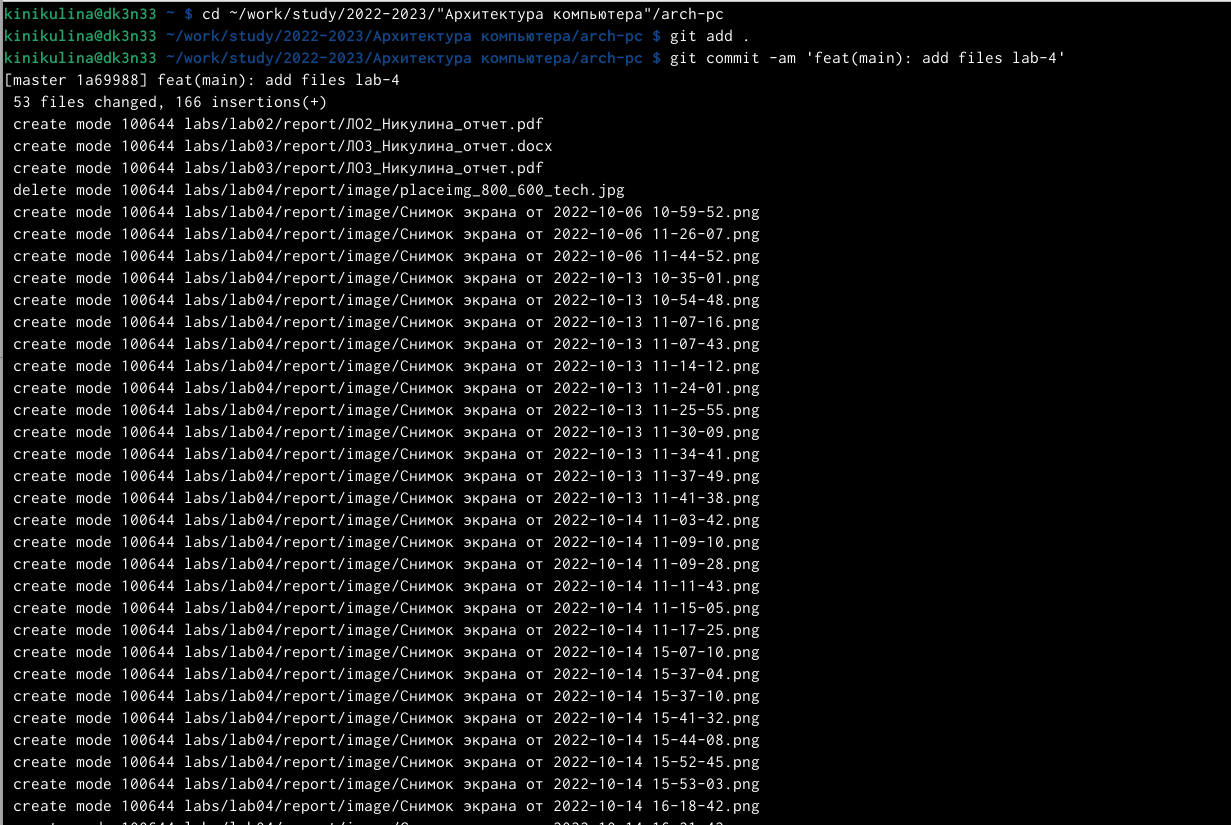 kinikulina@dk3n33 ~ $ cd ~/work/study/2022-2023/"Архитектура компьютера"/arch-pc
kinikulina@dk3n33 ~/work/study/2022-2023/Архитектура компьютера/arch-pc $ git add .
kinikulina@dk3n33 ~/work/study/2022-2023/Архитектура компьютера/arch-pc $ git commit -am 'feat(main): add files lab-4'
[master 1a69988] feat(main): add files lab-4
 53 files changed, 166 insertions(+)
 create mode 100644 labs/lab02/report/Л02_Никулина_отчет.pdf
 create mode 100644 labs/lab03/report/Л03_Никулина_отчет.docx
 create mode 100644 labs/lab03/report/Л03_Никулина_отчет.pdf
 delete mode 100644 labs/lab04/report/image/placeimg_800_600_tech.jpg
 create mode 100644 labs/lab04/report/image/Снимок экрана от 2022-10-06 10-59-52.png
 create mode 100644 labs/lab04/report/image/Снимок экрана от 2022-10-06 11-26-07.png
 create mode 100644 labs/lab04/report/image/Снимок экрана от 2022-10-06 11-44-52.png
 create mode 100644 labs/lab04/report/image/Снимок экрана от 2022-10-13 10-35-01.png
 create mode 100644 labs/lab04/report/image/Снимок экрана от 2022-10-13 10-54-48.png
 create mode 100644 labs/lab04/report/image/Снимок экрана от 2022-10-13 11-07-16.png
 create mode 100644 labs/lab04/report/image/Снимок экрана от 2022-10-13 11-07-43.png
 create mode 100644 labs/lab04/report/image/Снимок экрана от 2022-10-13 11-14-12.png
 create mode 100644 labs/lab04/report/image/Снимок экрана от 2022-10-13 11-24-01.png
 create mode 100644 labs/lab04/report/image/Снимок экрана от 2022-10-13 11-25-55.png
 create mode 100644 labs/lab04/report/image/Снимок экрана от 2022-10-13 11-30-09.png
 create mode 100644 labs/lab04/report/image/Снимок экрана от 2022-10-13 11-34-41.png
 create mode 100644 labs/lab04/report/image/Снимок экрана от 2022-10-13 11-37-49.png
 create mode 100644 labs/lab04/report/image/Снимок экрана от 2022-10-13 11-41-38.png
 create mode 100644 labs/lab04/report/image/Снимок экрана от 2022-10-14 11-03-42.png
 create mode 100644 labs/lab04/report/image/Снимок экрана от 2022-10-14 11-09-10.png
 create mode 100644 labs/lab04/report/image/Снимок экрана от 2022-10-14 11-09-28.png
 create mode 100644 labs/lab04/report/image/Снимок экрана от 2022-10-14 11-11-43.png
 create mode 100644 labs/lab04/report/image/Снимок экрана от 2022-10-14 11-15-05.png
 create mode 100644 labs/lab04/report/image/Снимок экрана от 2022-10-14 11-17-25.png
 create mode 100644 labs/lab04/report/image/Снимок экрана от 2022-10-14 15-07-10.png
 create mode 100644 labs/lab04/report/image/Снимок экрана от 2022-10-14 15-37-04.png
 create mode 100644 labs/lab04/report/image/Снимок экрана от 2022-10-14 15-37-10.png
 create mode 100644 labs/lab04/report/image/Снимок экрана от 2022-10-14 15-41-32.png
 create mode 100644 labs/lab04/report/image/Снимок экрана от 2022-10-14 15-44-08.png
 create mode 100644 labs/lab04/report/image/Снимок экрана от 2022-10-14 15-52-45.png
 create mode 100644 labs/lab04/report/image/Снимок экрана от 2022-10-14 15-53-03.png
 create mode 100644 labs/lab04/report/image/Снимок экрана от 2022-10-14 16-18-42.png